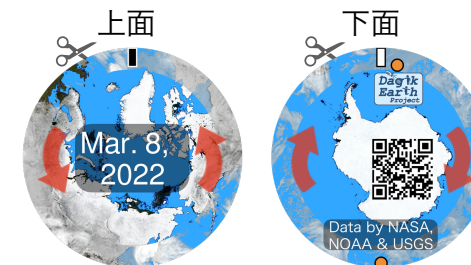 上面
下面
Mar. 8,
2022
Dagik
Earth
Project
Data by NASA,
NOAA & USGS